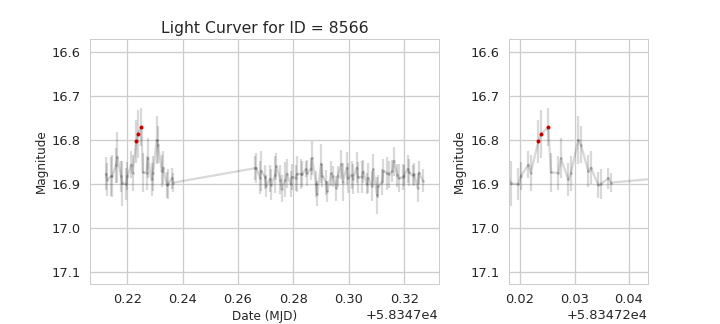 Light Curver for ID = 8566
Magnitude
16.6
16.7
16.8
16.9
17.0
17.1
0.22 0.24 0.26 0.28 0.30 0.32
Date (MJD)
+5.8347e4
Magnitude
16.6
16.7
16.8
16.9
17.0
17.1
0.02 0.03 0.04
+5.83472e4